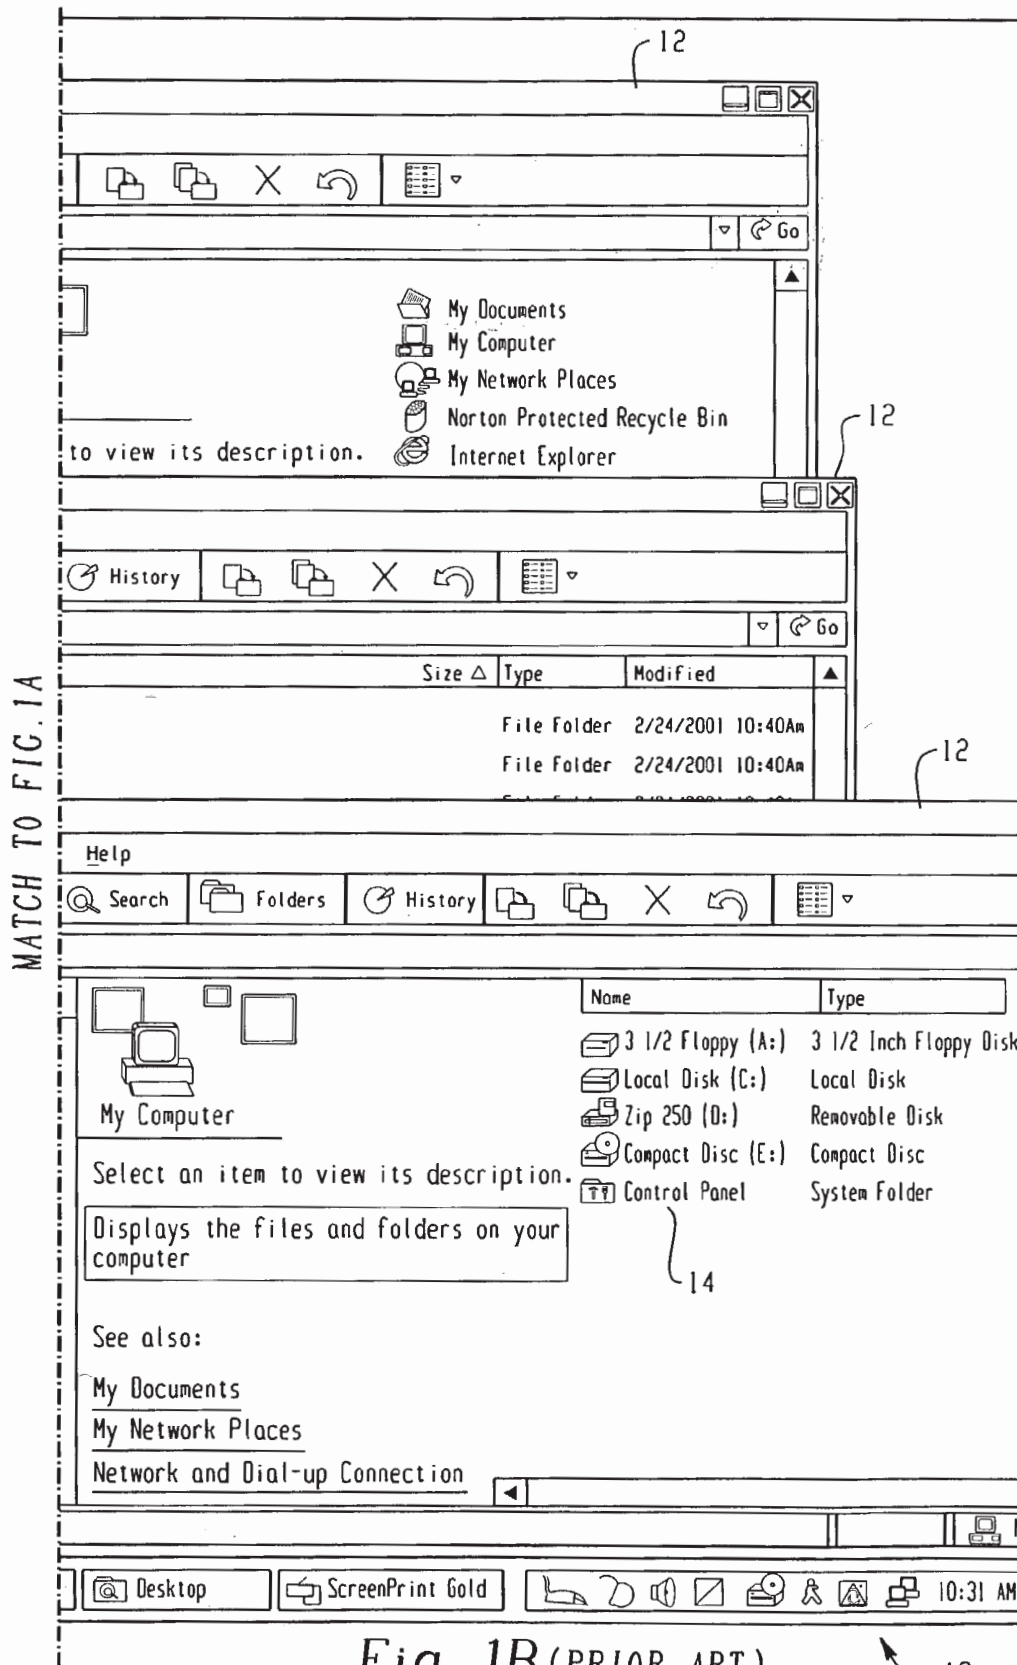 12
Go
My Documents
My Computer
My Network Places
Norton Protected Recycle Bin
12
to view its description.
Internet Explorer
History
Go
Size Type Modified
File Folder 2/24/2001 10:40Am
File Folder 2/24/2001 10:40Am
12
MATCH TO FIG.1A
Help
Search Folders History
Name Type
3 1/2 Floppy (A:) 3 1/2 Inch Floppy Disk
Local Disk (C:) Local Disk
Zip 250 (D:) Removable Disk
My Computer
Compact Disc (E:) Compact Disc
Select an item to view its description.
Control Panel System Folder
Displays the files and folders on your
computer
14
See also:
My Documents
My Network Places
Network and Dial-up Connection
Desktop ScreenPrint Gold 10:31 AM
Fig. 1B (PRIOR ART)